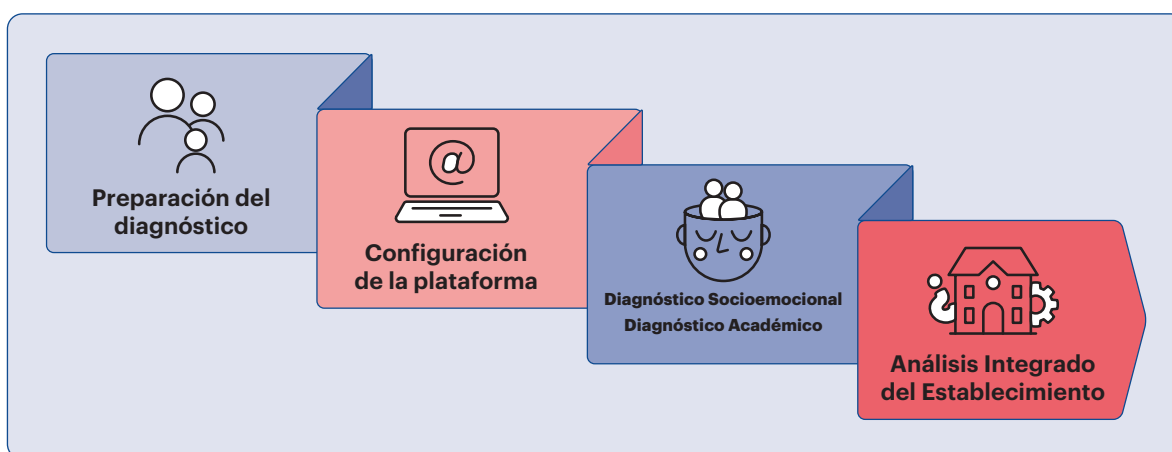 Preparación del
diagnóstico
@
Configuración
de la plataforma
Diagnóstico Socioemocional
Diagnóstico Académico
Análisis Integrado
del Establecimiento